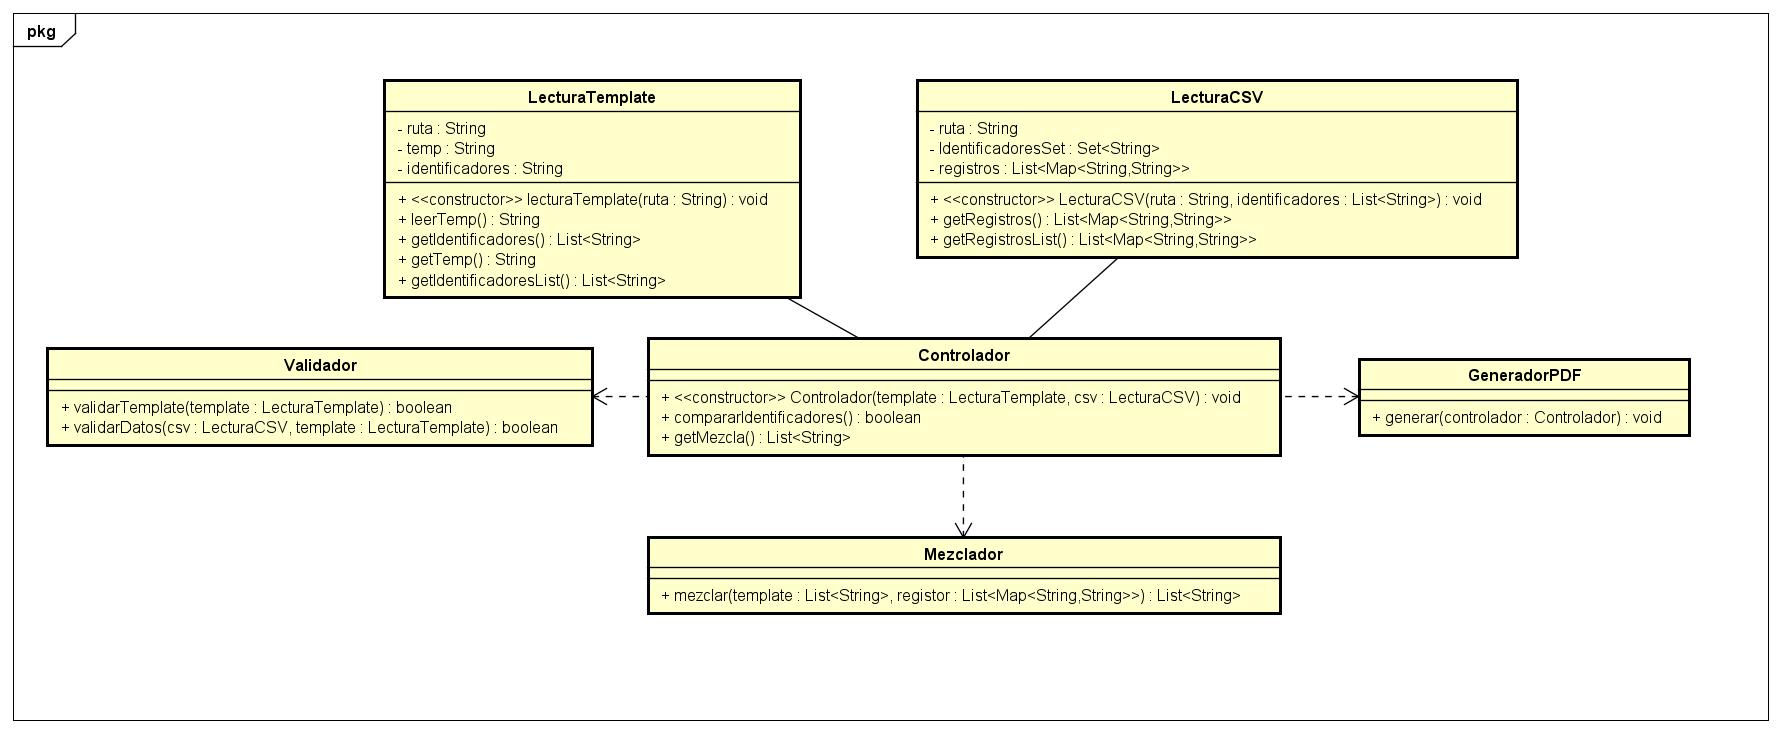 pkg
LecturaTemplate
- ruta : String
- temp : String
- identificadores : String
+ <<constructor>> lecturaTemplate(ruta : String) : void
+ leerTemp() : String
+ getIdentificadores() : List<String>
+ getTemp() : String
+ getIdentificadoresList() : List<String>
LecturaCSV
- ruta : String
- IdentificadoresSet : Set<String>
- registros : List<Map<String,String>>
+ <<constructor>> LecturaCSV(ruta : String, identificadores : List<String>) : void
+ getRegistros() : List<Map<String,String>>
+ getRegistrosList() : List<Map<String,String>>
Validador
+ validarTemplate(template : LecturaTemplate) : boolean
+ validarDatos(csv : LecturaCSV, template : LecturaTemplate) : boolean
Controlador
+ <<constructor>> Controlador(template : LecturaTemplate, csv : LecturaCSV) : void
+ compararIdentificadores() : boolean
+ getMezcla() : List<String>
GeneradorPDF
+ generar(controlador : Controlador) : void
Mezclador
+ mezclar(template : List<String>, registor : List<Map<String,String>>) : List<String>